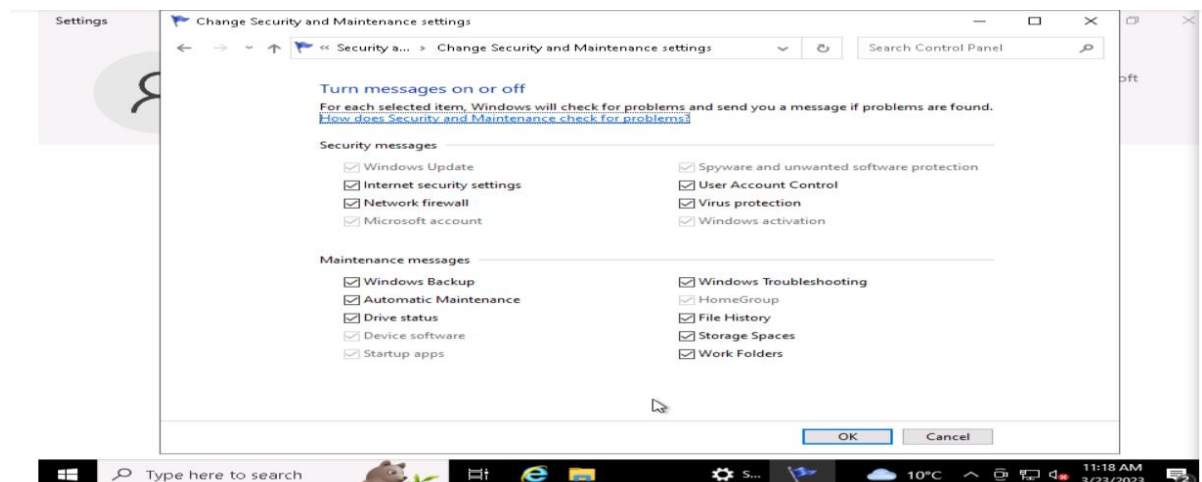 Settings
Change Security and Maintenance settings
« Security a... > Change Security and Maintenance settings
Search Control Panel
oft
Turn messages on or off
For each selected item, Windows will check for problems and send you a message if problems are found.
How does Security and Maintenance check for problems?
Security messages
Windows Update
Spyware and unwanted software protection
Internet security settings
User Account Control
Network firewall
Virus protection
Microsoft account
Windows activation
Maintenance messages
Windows Backup
Windows Troubleshooting
Automatic Maintenance
HomeGroup
Drive status
File History
Device software
Storage Spaces
Startup apps
Work Folders
OK
Cancel
Type here to search
S...
10°C
11:18 AM
3/23/2023